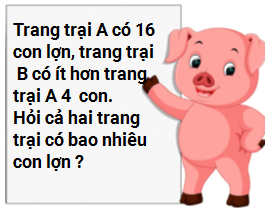 Trang trại A có 16
con lợn, trang trại
B có ít hơn trang
trại A 4 con.
Hỏi cả hai trang
trại có bao nhiêu
con lợn ?